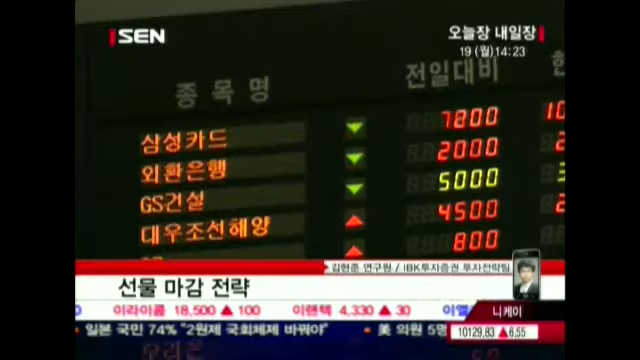 SEN
오늘장 내일장
19 (월) 14:23
종목명 전일대비 현
삼성카드 ▼ 7800 10
외환은행 ▼ 2000
GS건설 ▼ 5000
대우조선해양 ▲ 4500
▲ 800
김현준 연구원 / IBK투자증권 투자전략팀
선물 마감 전략
이라이콤 18,500 ▲ 100 이랜텍 4,330 ▲ 30 이엘
니케이
일본 국민 74% "2원제 국회체제 바꿔야" 美 의원 5명
10129,83 ▲ 6,55